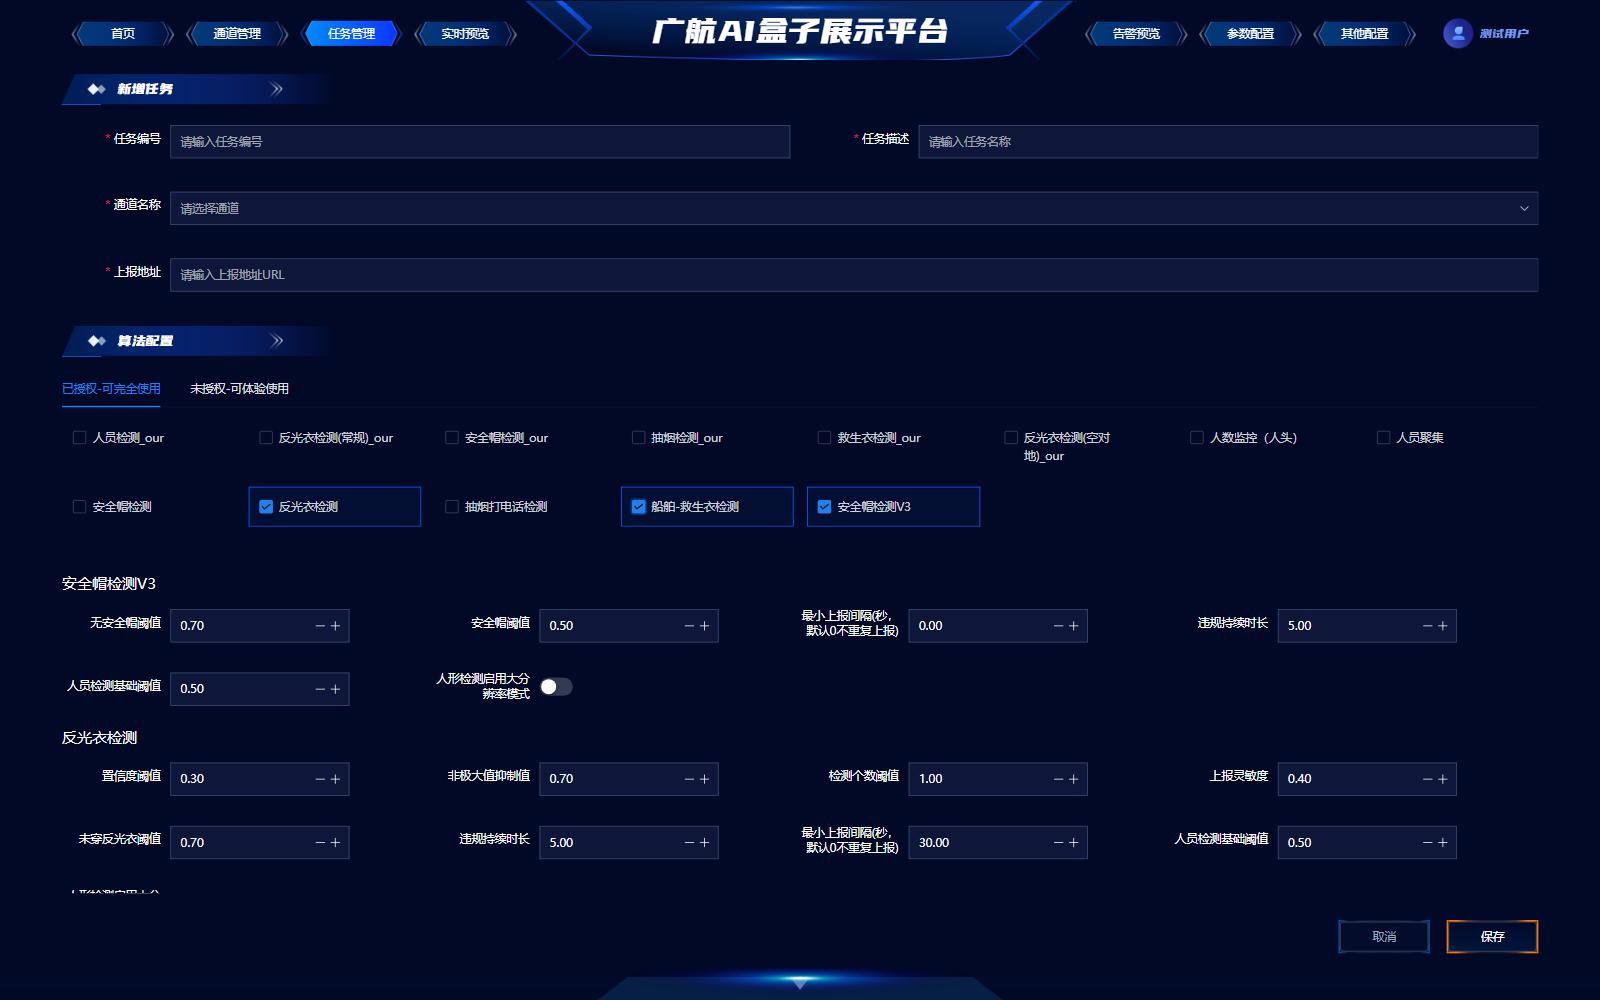 首页
通道管理
任务管理
实时预览
广航AI盒子展示平台
告警预览
参数配置
其他配置
测试用户
新增任务
* 任务编号
请输入任务编号
* 任务描述
请输入任务名称
* 通道名称
请选择通道
* 上报地址
请输入上报地址URL
算法配置
已授权-可完全使用
未授权-可体验使用
人员检测_our
反光衣检测(常规)_our
安全帽检测_our
抽烟检测_our
救生衣检测_our
反光衣检测(空对
地)_our
人数监控（人头）
人员聚集
安全帽检测
反光衣检测
抽烟打电话检测
船舶-救生衣检测
安全帽检测V3
安全帽检测V3
无安全帽阈值
0.70
安全帽阈值
0.50
最小上报间隔(秒，
默认0不重复上报)
0.00
违规持续时长
5.00
人员检测基础阈值
0.50
人形检测启用大分
辨率模式
反光衣检测
置信度阈值
0.30
非极大值抑制值
0.70
检测个数阈值
1.00
上报灵敏度
0.40
未穿反光衣阈值
0.70
违规持续时长
5.00
最小上报间隔(秒，
默认0不重复上报)
30.00
人员检测基础阈值
0.50
人形检测启用大分
取消
保存